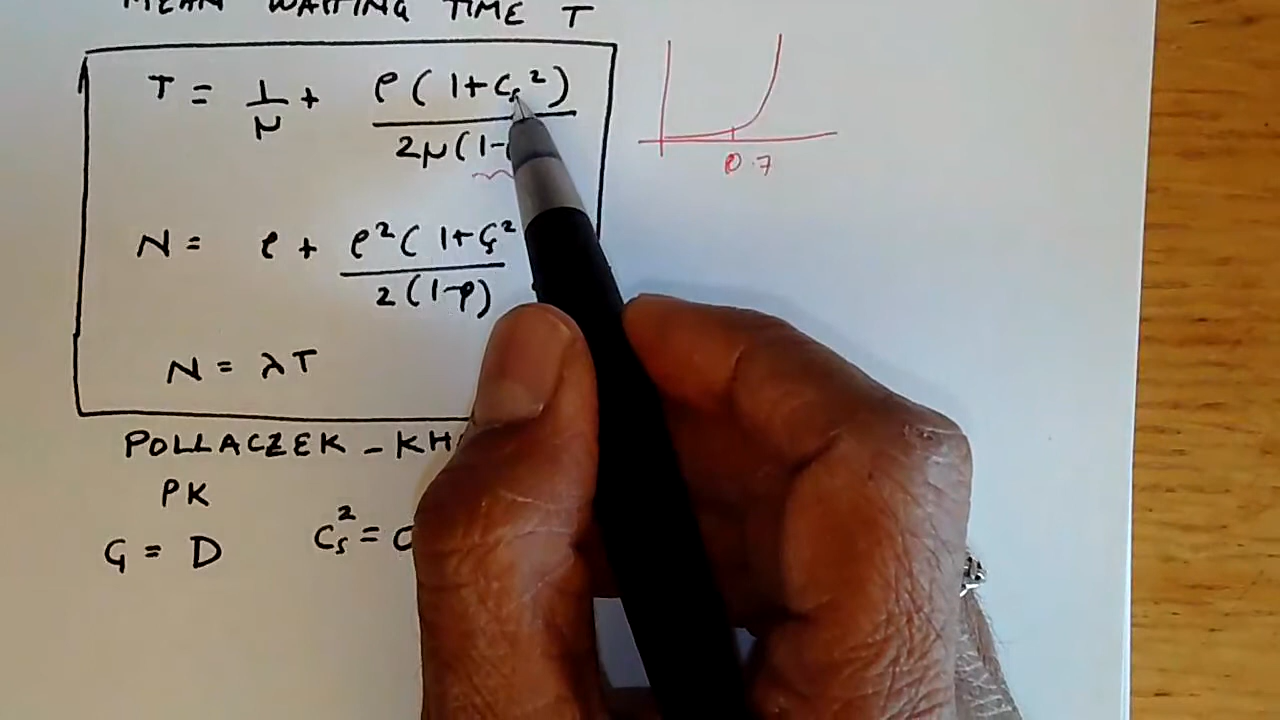 MEAN WAITING TIME T
T = 1/μ + ρ(1+Cs²)/2μ(1-
0.7
N = ρ + ρ²(1+Cs²/2(1-ρ)
N = λT
POLLACZEK - KH
PK
G = D Cs² =